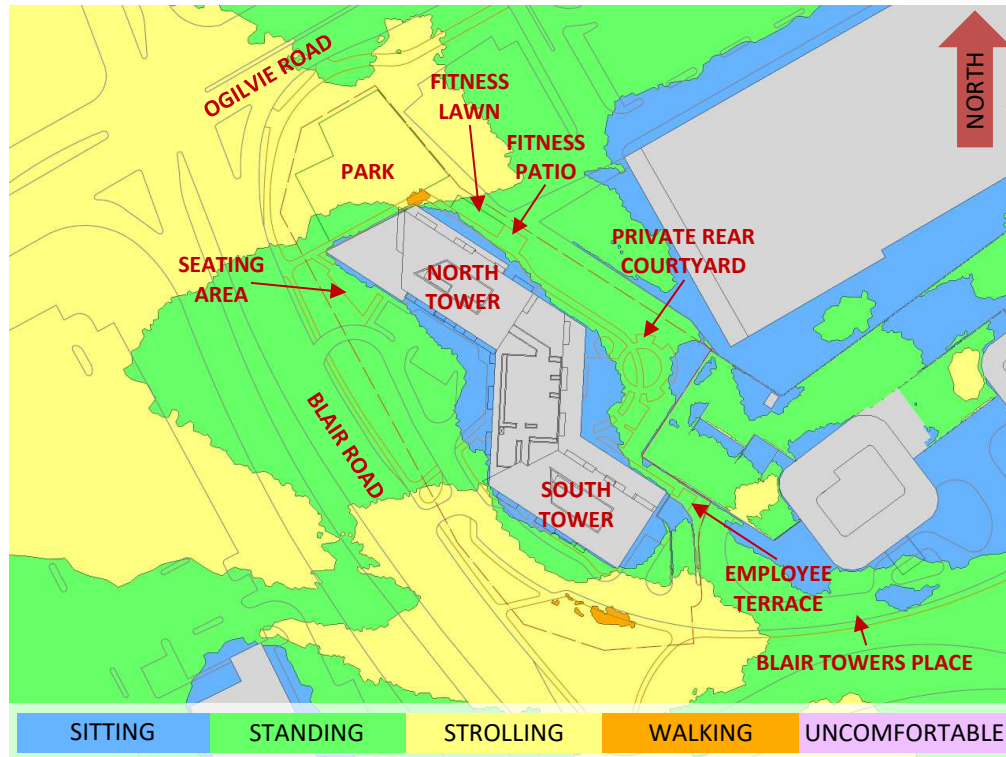 OGILVIE ROAD
NORTH
FITNESS
LAWN
FITNESS
PATIO
PARK
PRIVATE REAR
COURTYARD
SEATING
AREA
NORTH
TOWER
BLAIR ROAD
SOUTH
TOWER
EMPLOYEE
TERRACE
BLAIR TOWERS PLACE
SITTING
STANDING
STROLLING
WALKING
UNCOMFORTABLE